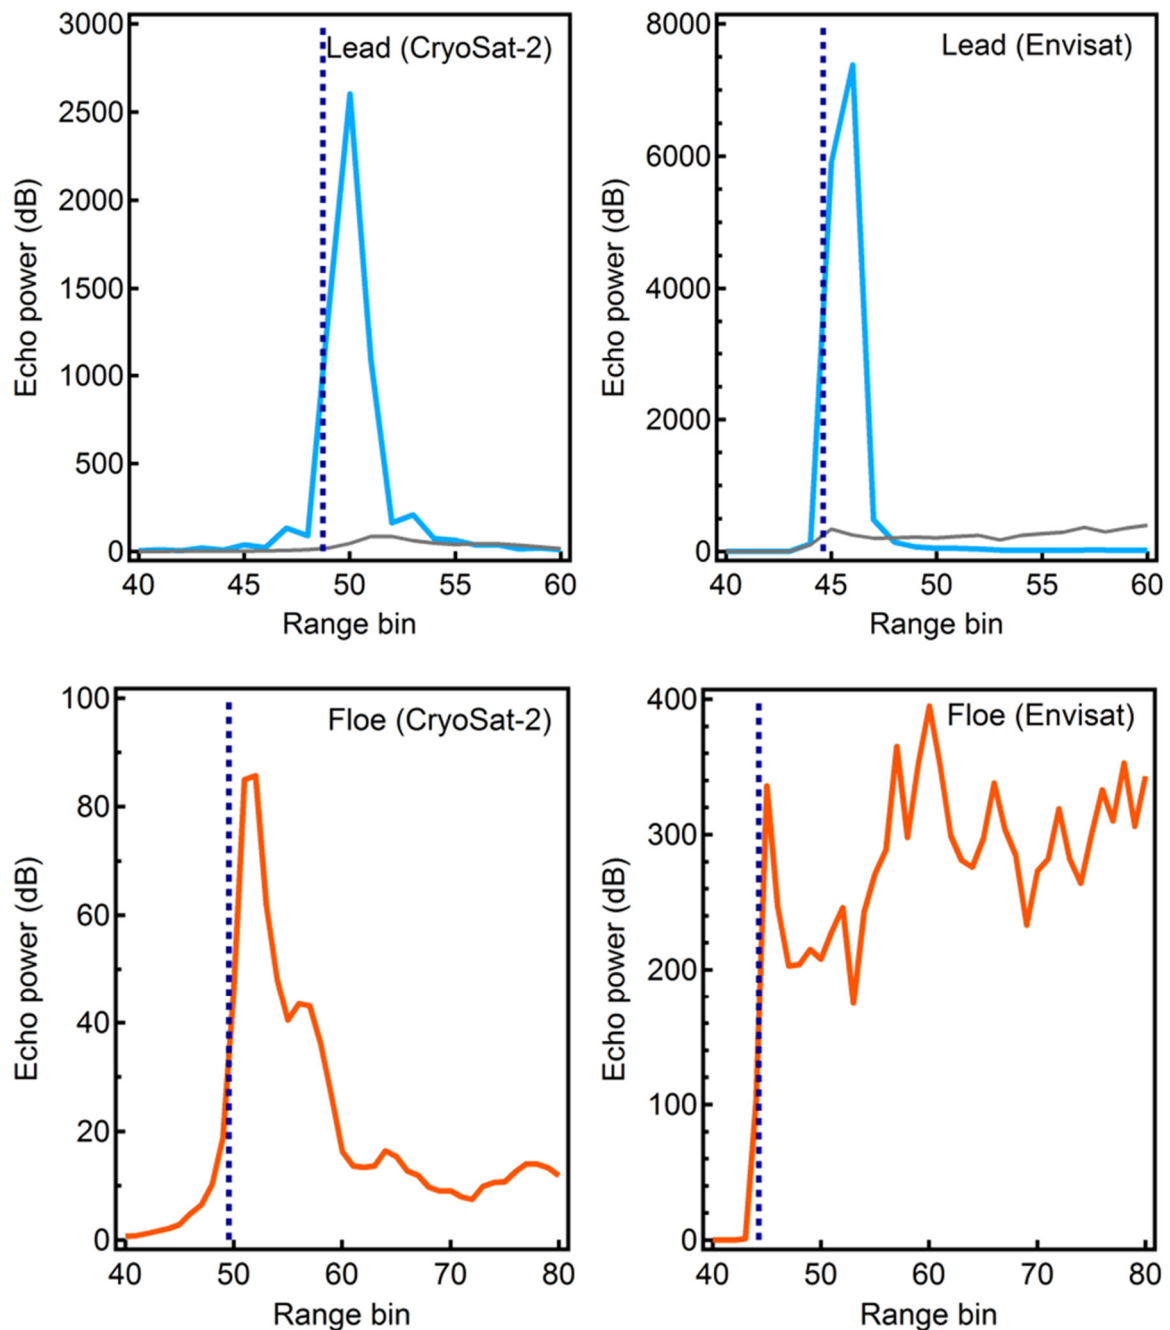 Lead (CryoSat-2)
Echo power (dB)
3000
2500
2000
1500
1000
500
0
40 45 50 55 60
Range bin
Lead (Envisat)
Echo power (dB)
8000
6000
4000
2000
0
40 45 50 55 60
Range bin
Floe (CryoSat-2)
Echo power (dB)
100
80
60
40
20
0
40 50 60 70 80
Range bin
Floe (Envisat)
Echo power (dB)
400
300
200
100
0
40 50 60 70 80
Range bin